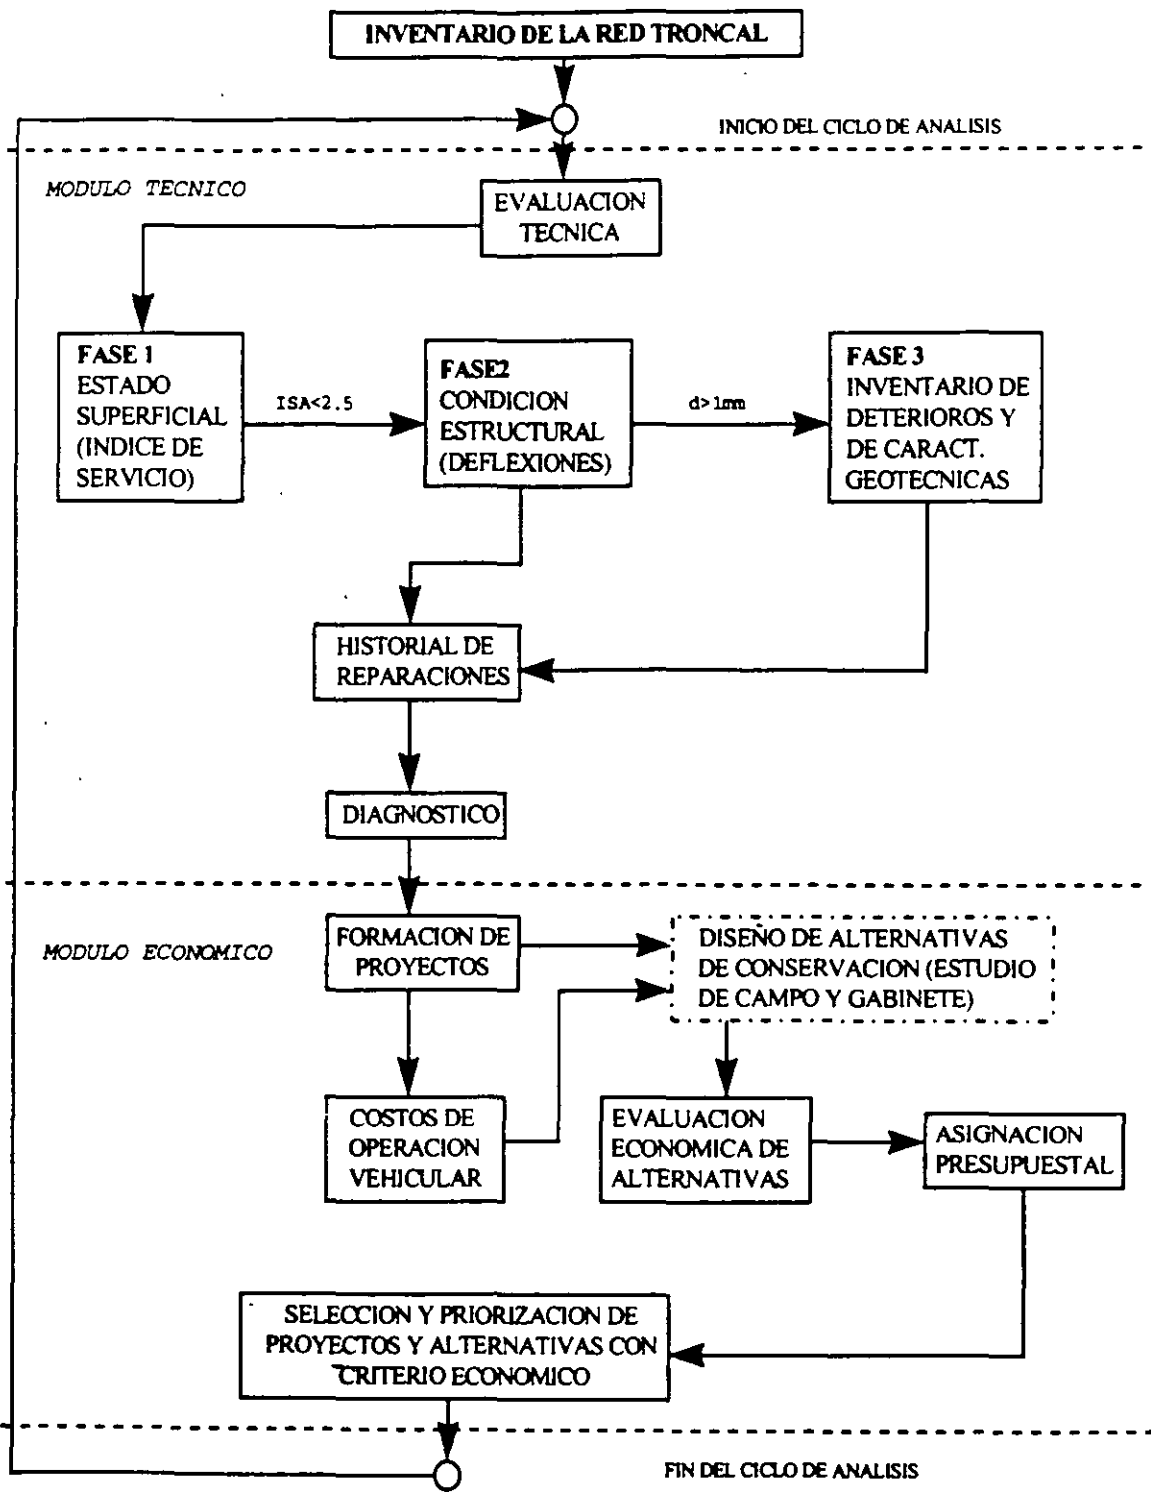 INVENTARIO DE LA RED TRONCAL
INICIO DEL CICLO DE ANALISIS
MODULO TECNICO
EVALUACION
TECNICA
FASE 1
ESTADO
SUPERFICIAL
(INDICE DE
SERVICIO)
ISA<2.5
FASE2
CONDICION
ESTRUCTURAL
(DEFLEXIONES)
d>1mm
FASE 3
INVENTARIO DE
DETERIOROS Y
DE CARACT.
GEOTECNICAS
HISTORIAL DE
REPARACIONES
DIAGNOSTICO
MODULO ECONOMICO
FORMACION DE
PROYECTOS
DISEÑO DE ALTERNATIVAS
DE CONSERVACION (ESTUDIO
DE CAMPO Y GABINETE)
COSTOS DE
OPERACION
VEHICULAR
EVALUACION
ECONOMICA DE
ALTERNATIVAS
ASIGNACION
PRESUPUESTAL
SELECCION Y PRIORIZACION DE
PROYECTOS Y ALTERNATIVAS CON
CRITERIO ECONOMICO
FIN DEL CICLO DE ANALISIS